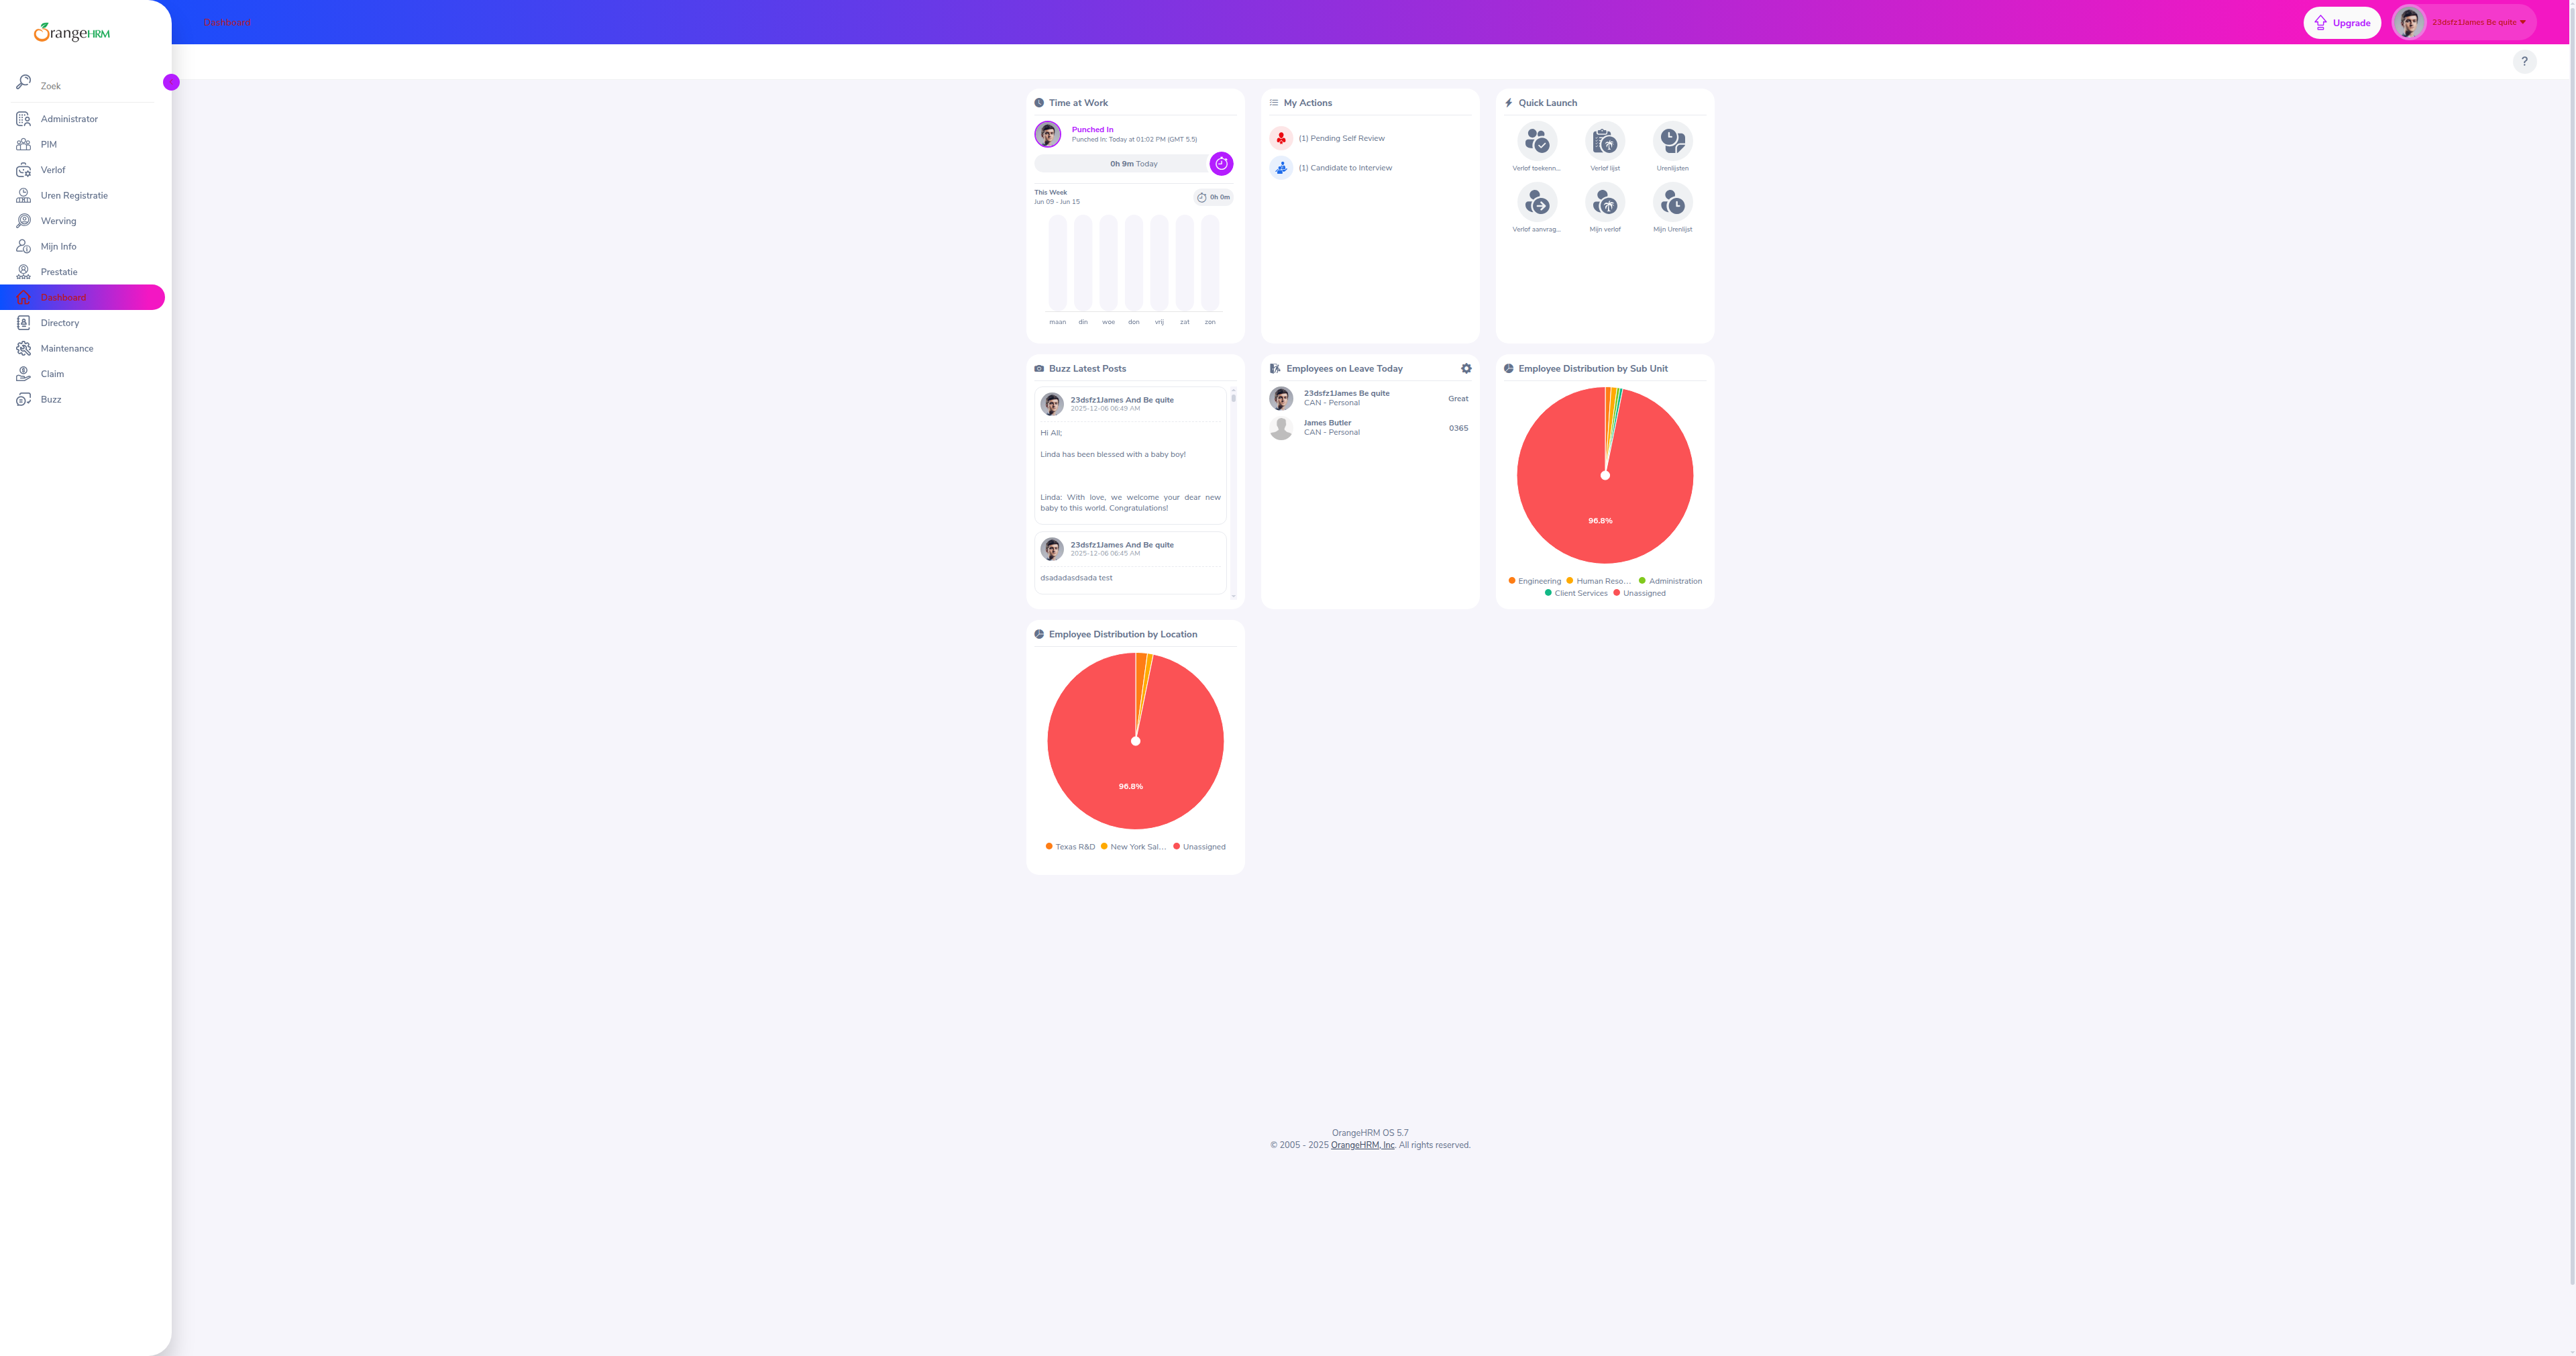 OrangeHRM
Zoek
Administrator
PIM
Verlof
Uren Registratie
Werving
Mijn Info
Prestatie
Dashboard
Directory
Maintenance
Claim
Buzz
Dashboard
Upgrade
23dsfz1James Be quite
?
Time at Work
Punched In
Punched In: Today at 01:02 PM (GMT 5.5)
0h 9m Today
This Week
Jun 09 - Jun 15
0h 0m
maan din woe don vrij zat zon
My Actions
(1) Pending Self Review
(1) Candidate to Interview
Quick Launch
Verlof toekenn... Verlof lijst Urenlijsten
Verlof aanvrag... Mijn verlof Mijn Urenlijst
Buzz Latest Posts
23dsfz1James And Be quite
2025-12-06 06:49 AM
Hi All;
Linda has been blessed with a baby boy!
Linda: With love, we welcome your dear new
baby to this world. Congratulations!
23dsfz1James And Be quite
2025-12-06 06:45 AM
dsadadasdsada test
Employees on Leave Today
23dsfz1James Be quite
CAN - Personal
Great
James Butler
CAN - Personal
0365
Employee Distribution by Sub Unit
96.8%
Engineering Human Reso... Administration
Client Services Unassigned
Employee Distribution by Location
96.8%
Texas R&D New York Sal... Unassigned
OrangeHRM OS 5.7
© 2005 - 2025 OrangeHRM, Inc. All rights reserved.